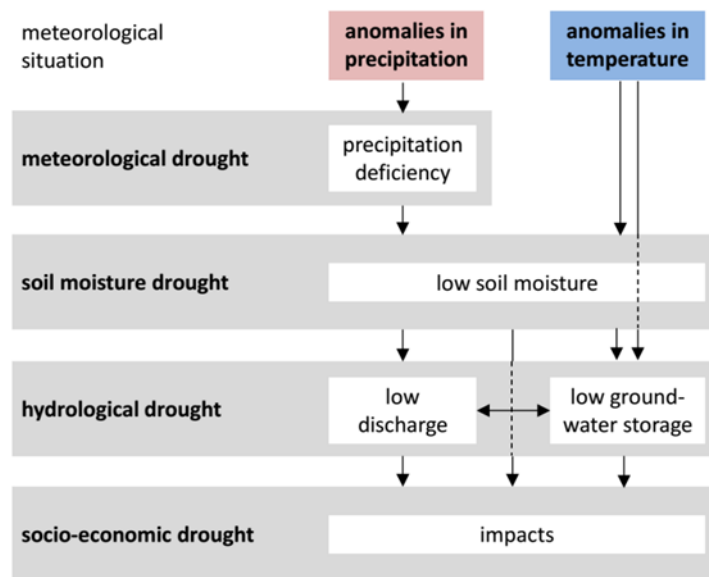 meteorological
situation
anomalies in
precipitation
anomalies in
temperature
meteorological drought
precipitation
deficiency
soil moisture drought
low soil moisture
hydrological drought
low
discharge
low ground-
water storage
socio-economic drought
impacts